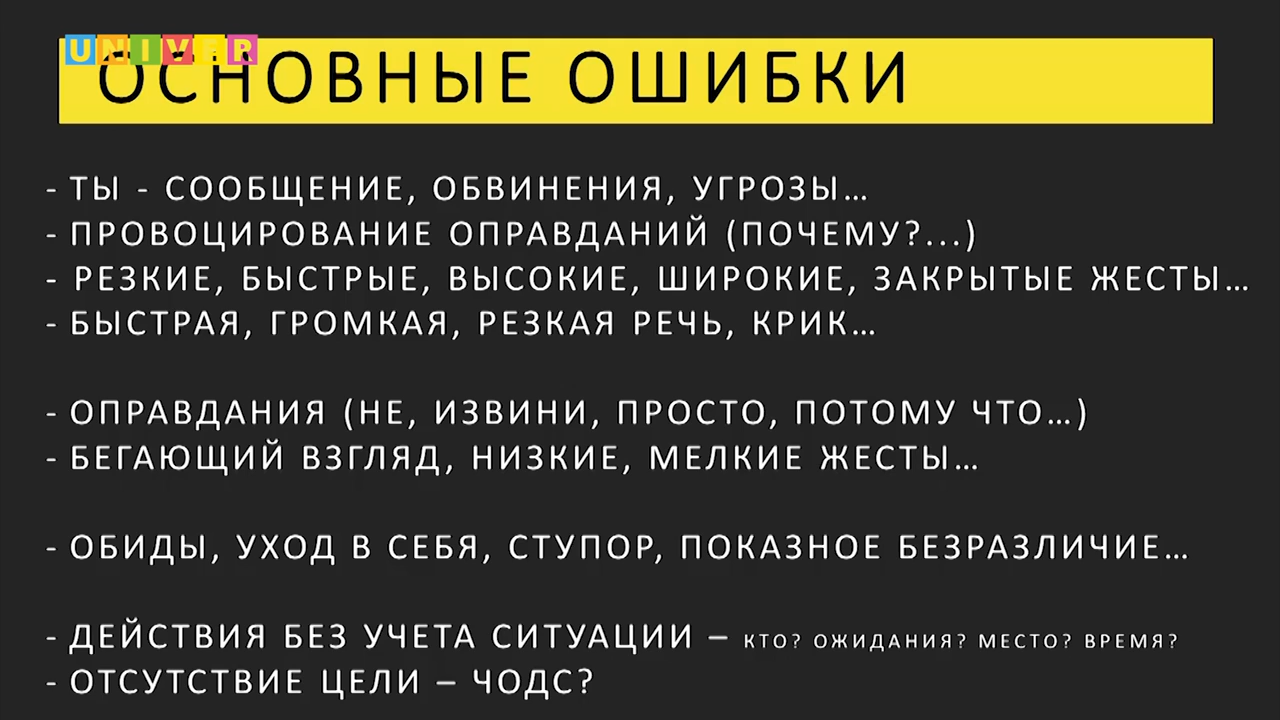 UNIVER
ОСНОВНЫЕ ОШИБКИ
- ТЫ - СООБЩЕНИЕ, ОБВИНЕНИЯ, УГРОЗЫ…
- ПРОВОЦИРОВАНИЕ ОПРАВДАНИЙ (ПОЧЕМУ?...)
- РЕЗКИЕ, БЫСТРЫЕ, ВЫСОКИЕ, ШИРОКИЕ, ЗАКРЫТЫЕ ЖЕСТЫ…
- БЫСТРАЯ, ГРОМКАЯ, РЕЗКАЯ РЕЧЬ, КРИК…
- ОПРАВДАНИЯ (НЕ, ИЗВИНИ, ПРОСТО, ПОТОМУ ЧТО…)
- БЕГАЮЩИЙ ВЗГЛЯД, НИЗКИЕ, МЕЛКИЕ ЖЕСТЫ…
- ОБИДЫ, УХОД В СЕБЯ, СТУПОР, ПОКАЗНОЕ БЕЗРАЗЛИЧИЕ…
- ДЕЙСТВИЯ БЕЗ УЧЕТА СИТУАЦИИ – КТО? ОЖИДАНИЯ? МЕСТО? ВРЕМЯ?
- ОТСУТСТВИЕ ЦЕЛИ – ЧОДС?